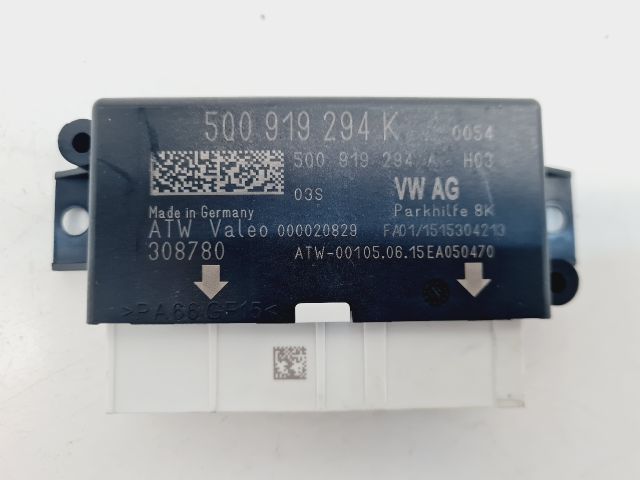 5Q0 919 294 K 0054
5Q0 919 294 A H03
03S VW AG
Made in Germany Parkhilfe 8K
ATW Valeo 000020829 FA01/1515304213
308780 ATW-00105.06.15EA050470
>PA66 GF15<